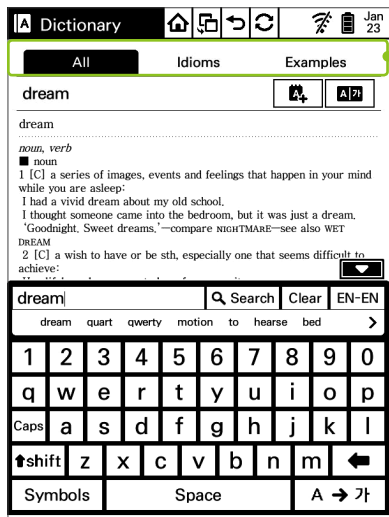 A Dictionary Jan 23
All Idioms Examples
dream A A가
dream
noun, verb
■ noun
1 [C] a series of images, events and feelings that happen in your mind
while you are asleep:
I had a vivid dream about my old school.
I thought someone came into the bedroom, but it was just a dream.
'Goodnight. Sweet dreams.'—compare NIGHTMARE—see also WET
DREAM
2 [C] a wish to have or be sth, especially one that seems difficult to
achieve:
dream Search Clear EN-EN
dream quart qwerty motion to hearse bed >
1 2 3 4 5 6 7 8 9 0
q w e r t y u i o p
Caps a s d f g h j k l
shift z x c v b n m
Symbols Space A → 가